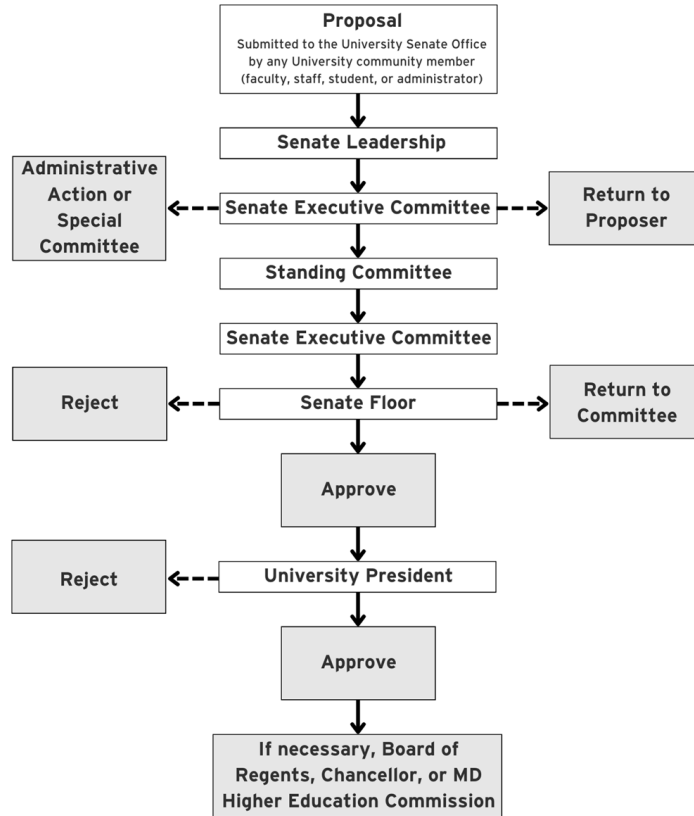 Proposal
Submitted to the University Senate Office
by any University community member
(faculty, staff, student, or administrator)
Senate Leadership
Administrative
Action or
Special
Committee
Senate Executive Committee
Return to
Proposer
Standing Committee
Senate Executive Committee
Reject
Senate Floor
Return to
Committee
Approve
Reject
University President
Approve
If necessary, Board of
Regents, Chancellor, or MD
Higher Education Commission